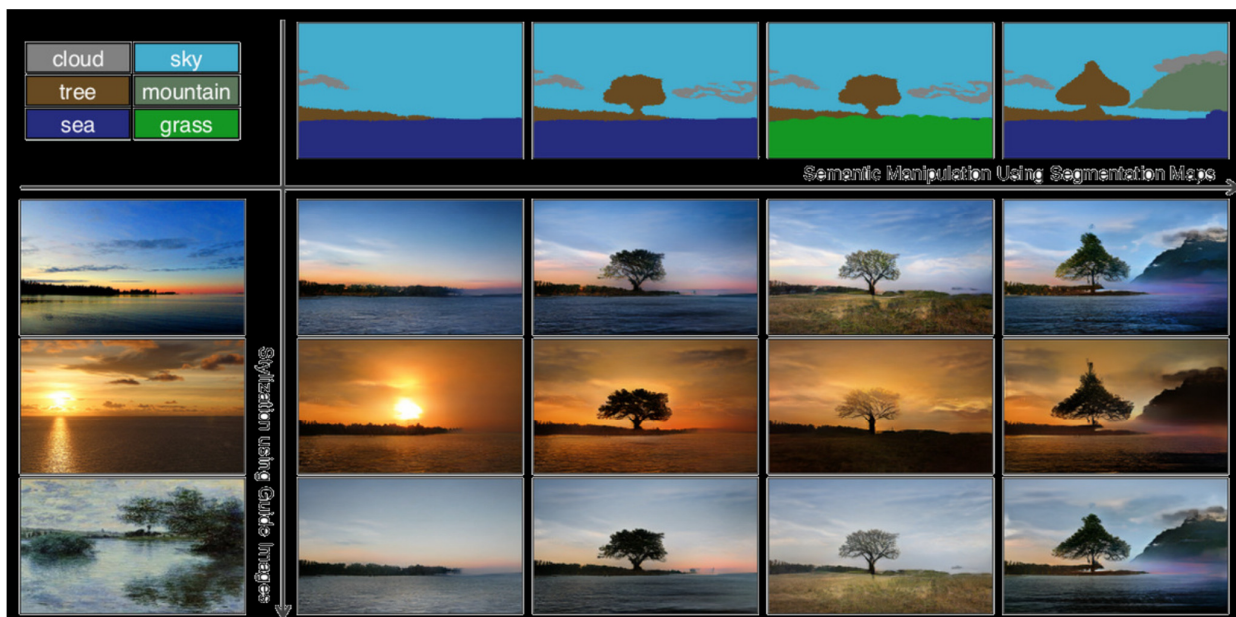 cloud sky
tree mountain
sea grass
Semantic Manipulation Using Segmentation Maps
Stylization using Guide Images